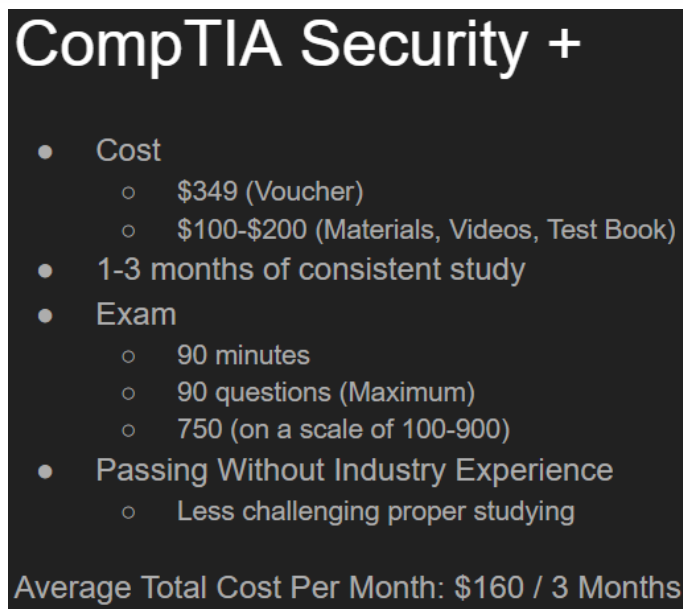 CompTIA Security +
● Cost
○ $349 (Voucher)
○ $100-$200 (Materials, Videos, Test Book)
● 1-3 months of consistent study
● Exam
○ 90 minutes
○ 90 questions (Maximum)
○ 750 (on a scale of 100-900)
● Passing Without Industry Experience
○ Less challenging proper studying
Average Total Cost Per Month: $160 / 3 Months